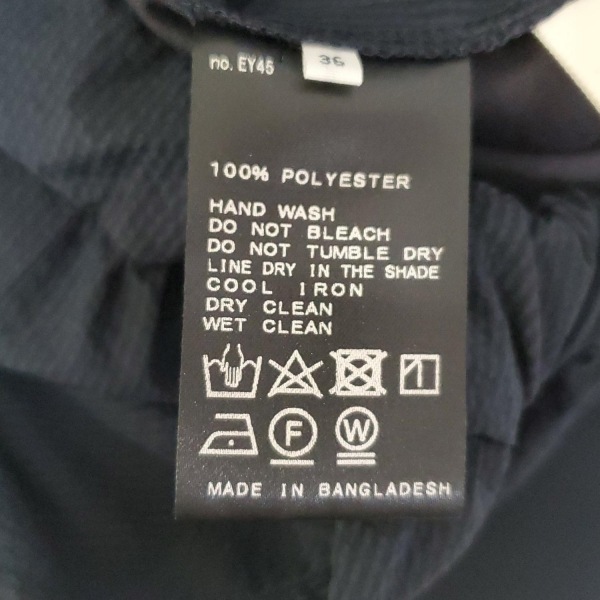 no. EY45
36
100% POLYESTER
HAND WASH
DO NOT BLEACH
DO NOT TUMBLE DRY
LINE DRY IN THE SHADE
COOL IRON
DRY CLEAN
WET CLEAN
F W
MADE IN BANGLADESH